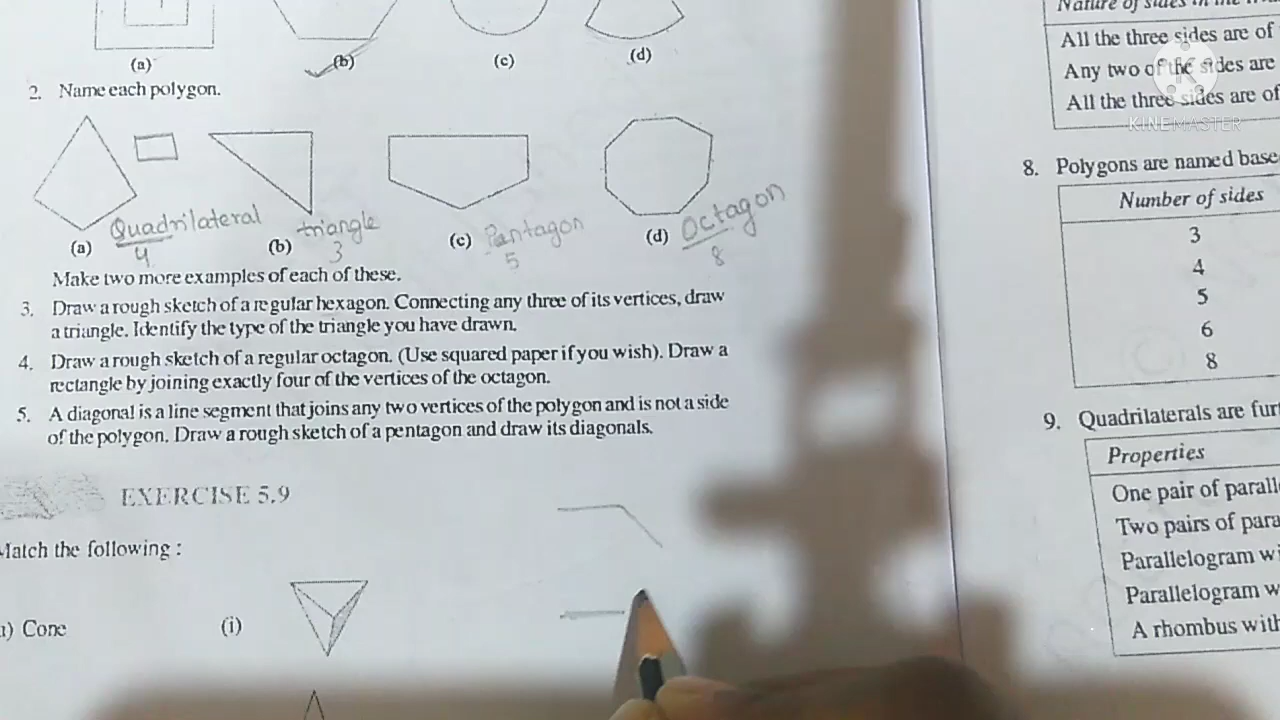 (a)
(b)
(c)
(d)
2. Name each polygon.
Quadrilateral
4
triangle
3
Pentagon
5
Octagon
8
(a)
(b)
(c)
(d)
Make two more examples of each of these.
3. Draw a rough sketch of a regular hexagon. Connecting any three of its vertices, draw
a triangle. Identify the type of the triangle you have drawn.
4. Draw a rough sketch of a regular octagon. (Use squared paper if you wish). Draw a
rectangle by joining exactly four of the vertices of the octagon.
5. A diagonal is a line segment that joins any two vertices of the polygon and is not a side
of the polygon. Draw a rough sketch of a pentagon and draw its diagonals.
EXERCISE 5.9
Match the following :
Cone
(i)
Nature of sides in the
All the three sides are of
Any two of the sides are
All the three sides are of
KINEMASTER
8. Polygons are named base
Number of sides
3
4
5
6
8
9. Quadrilaterals are fur
Properties
One pair of parall
Two pairs of para
Parallelogram wi
Parallelogram w
A rhombus with